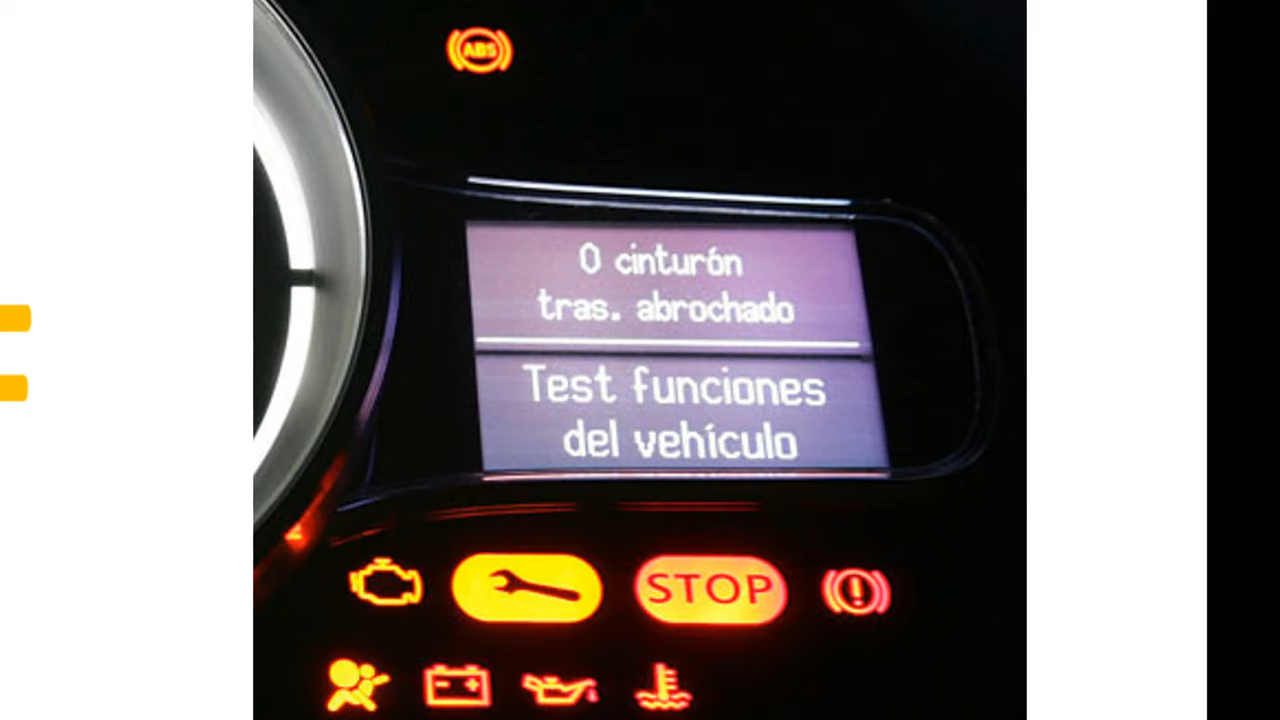 ABS
0 cinturón
tras. abrochado
Test funciones
del vehículo
STOP